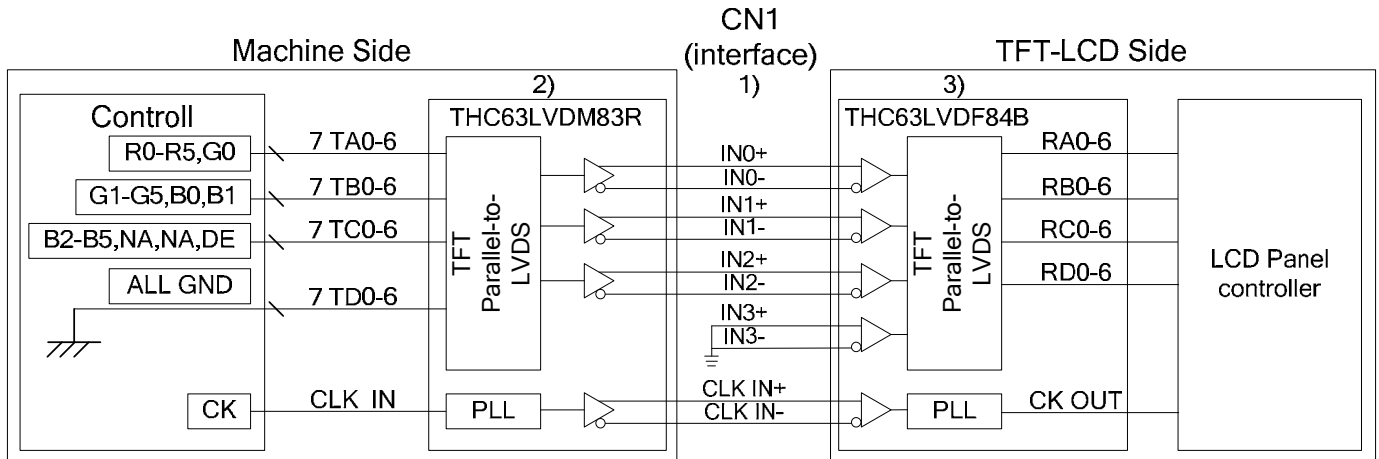 CN1
(interface)
1)
Machine Side
TFT-LCD Side
Controll
R0-R5,G0
G1-G5,B0,B1
B2-B5,NA,NA,DE
ALL GND
CK
7 TA0-6
7 TB0-6
7 TC0-6
7 TD0-6
CLK IN
2)
THC63LVDM83R
TFT
Parallel-to-
LVDS
PLL
IN0+
IN0-
IN1+
IN1-
IN2+
IN2-
IN3+
IN3-
CLK IN+
CLK IN-
3)
THC63LVDF84B
TFT
Parallel-to-
LVDS
PLL
RA0-6
RB0-6
RC0-6
RD0-6
CK OUT
LCD Panel
controller